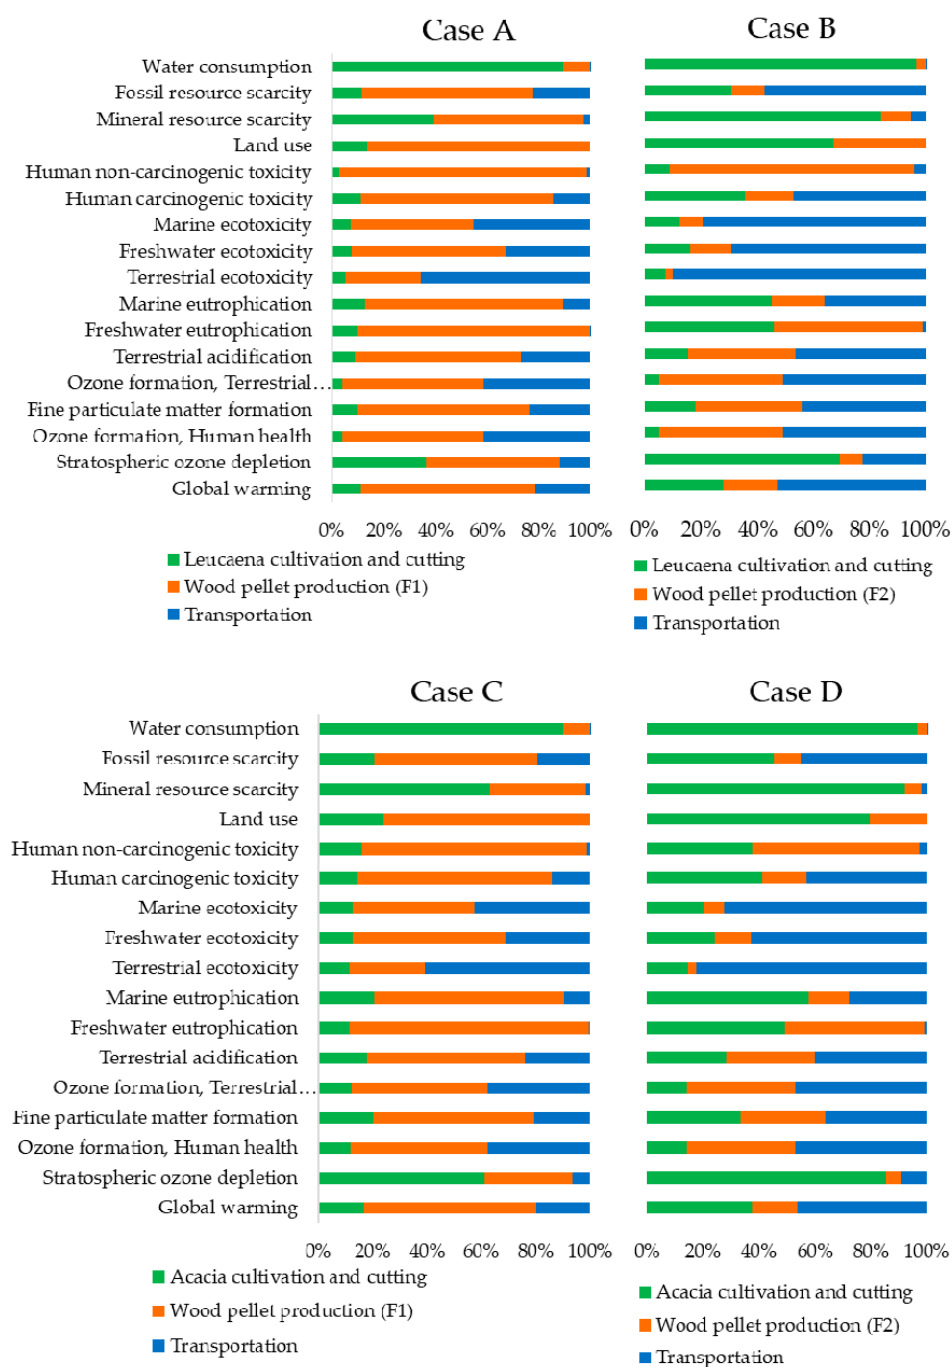 Case A
Case B
Water consumption
Fossil resource scarcity
Mineral resource scarcity
Land use
Human non-carcinogenic toxicity
Human carcinogenic toxicity
Marine ecotoxicity
Freshwater ecotoxicity
Terrestrial ecotoxicity
Marine eutrophication
Freshwater eutrophication
Terrestrial acidification
Ozone formation, Terrestrial…
Fine particulate matter formation
Ozone formation, Human health
Stratospheric ozone depletion
Global warming
0% 20% 40% 60% 80% 100%
0% 20% 40% 60% 80% 100%
Leucaena cultivation and cutting
Wood pellet production (F1)
Transportation
Leucaena cultivation and cutting
Wood pellet production (F2)
Transportation
Case C
Case D
Water consumption
Fossil resource scarcity
Mineral resource scarcity
Land use
Human non-carcinogenic toxicity
Human carcinogenic toxicity
Marine ecotoxicity
Freshwater ecotoxicity
Terrestrial ecotoxicity
Marine eutrophication
Freshwater eutrophication
Terrestrial acidification
Ozone formation, Terrestrial…
Fine particulate matter formation
Ozone formation, Human health
Stratospheric ozone depletion
Global warming
0% 20% 40% 60% 80% 100%
0% 20% 40% 60% 80% 100%
Acacia cultivation and cutting
Wood pellet production (F1)
Transportation
Acacia cultivation and cutting
Wood pellet production (F2)
Transportation